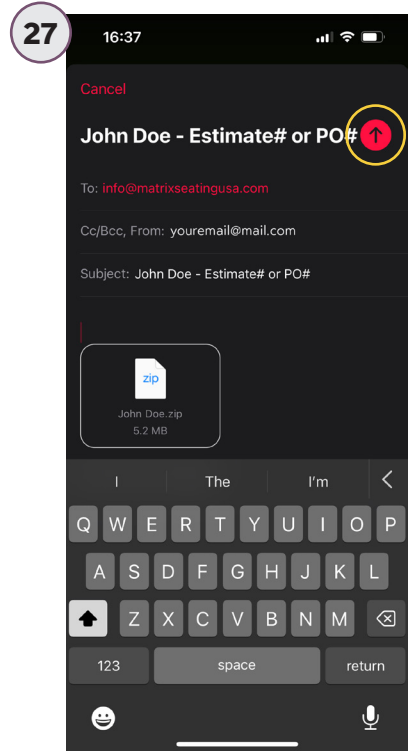 27
16:37
Cancel
John Doe - Estimate# or PO#
To: info@matrixseatingusa.com
Cc/Bcc, From: youremail@mail.com
Subject: John Doe - Estimate# or PO#
zip
John Doe.zip
5.2 MB
I The I'm
Q W E R T Y U I O P
A S D F G H J K L
Z X C V B N M
123 space return